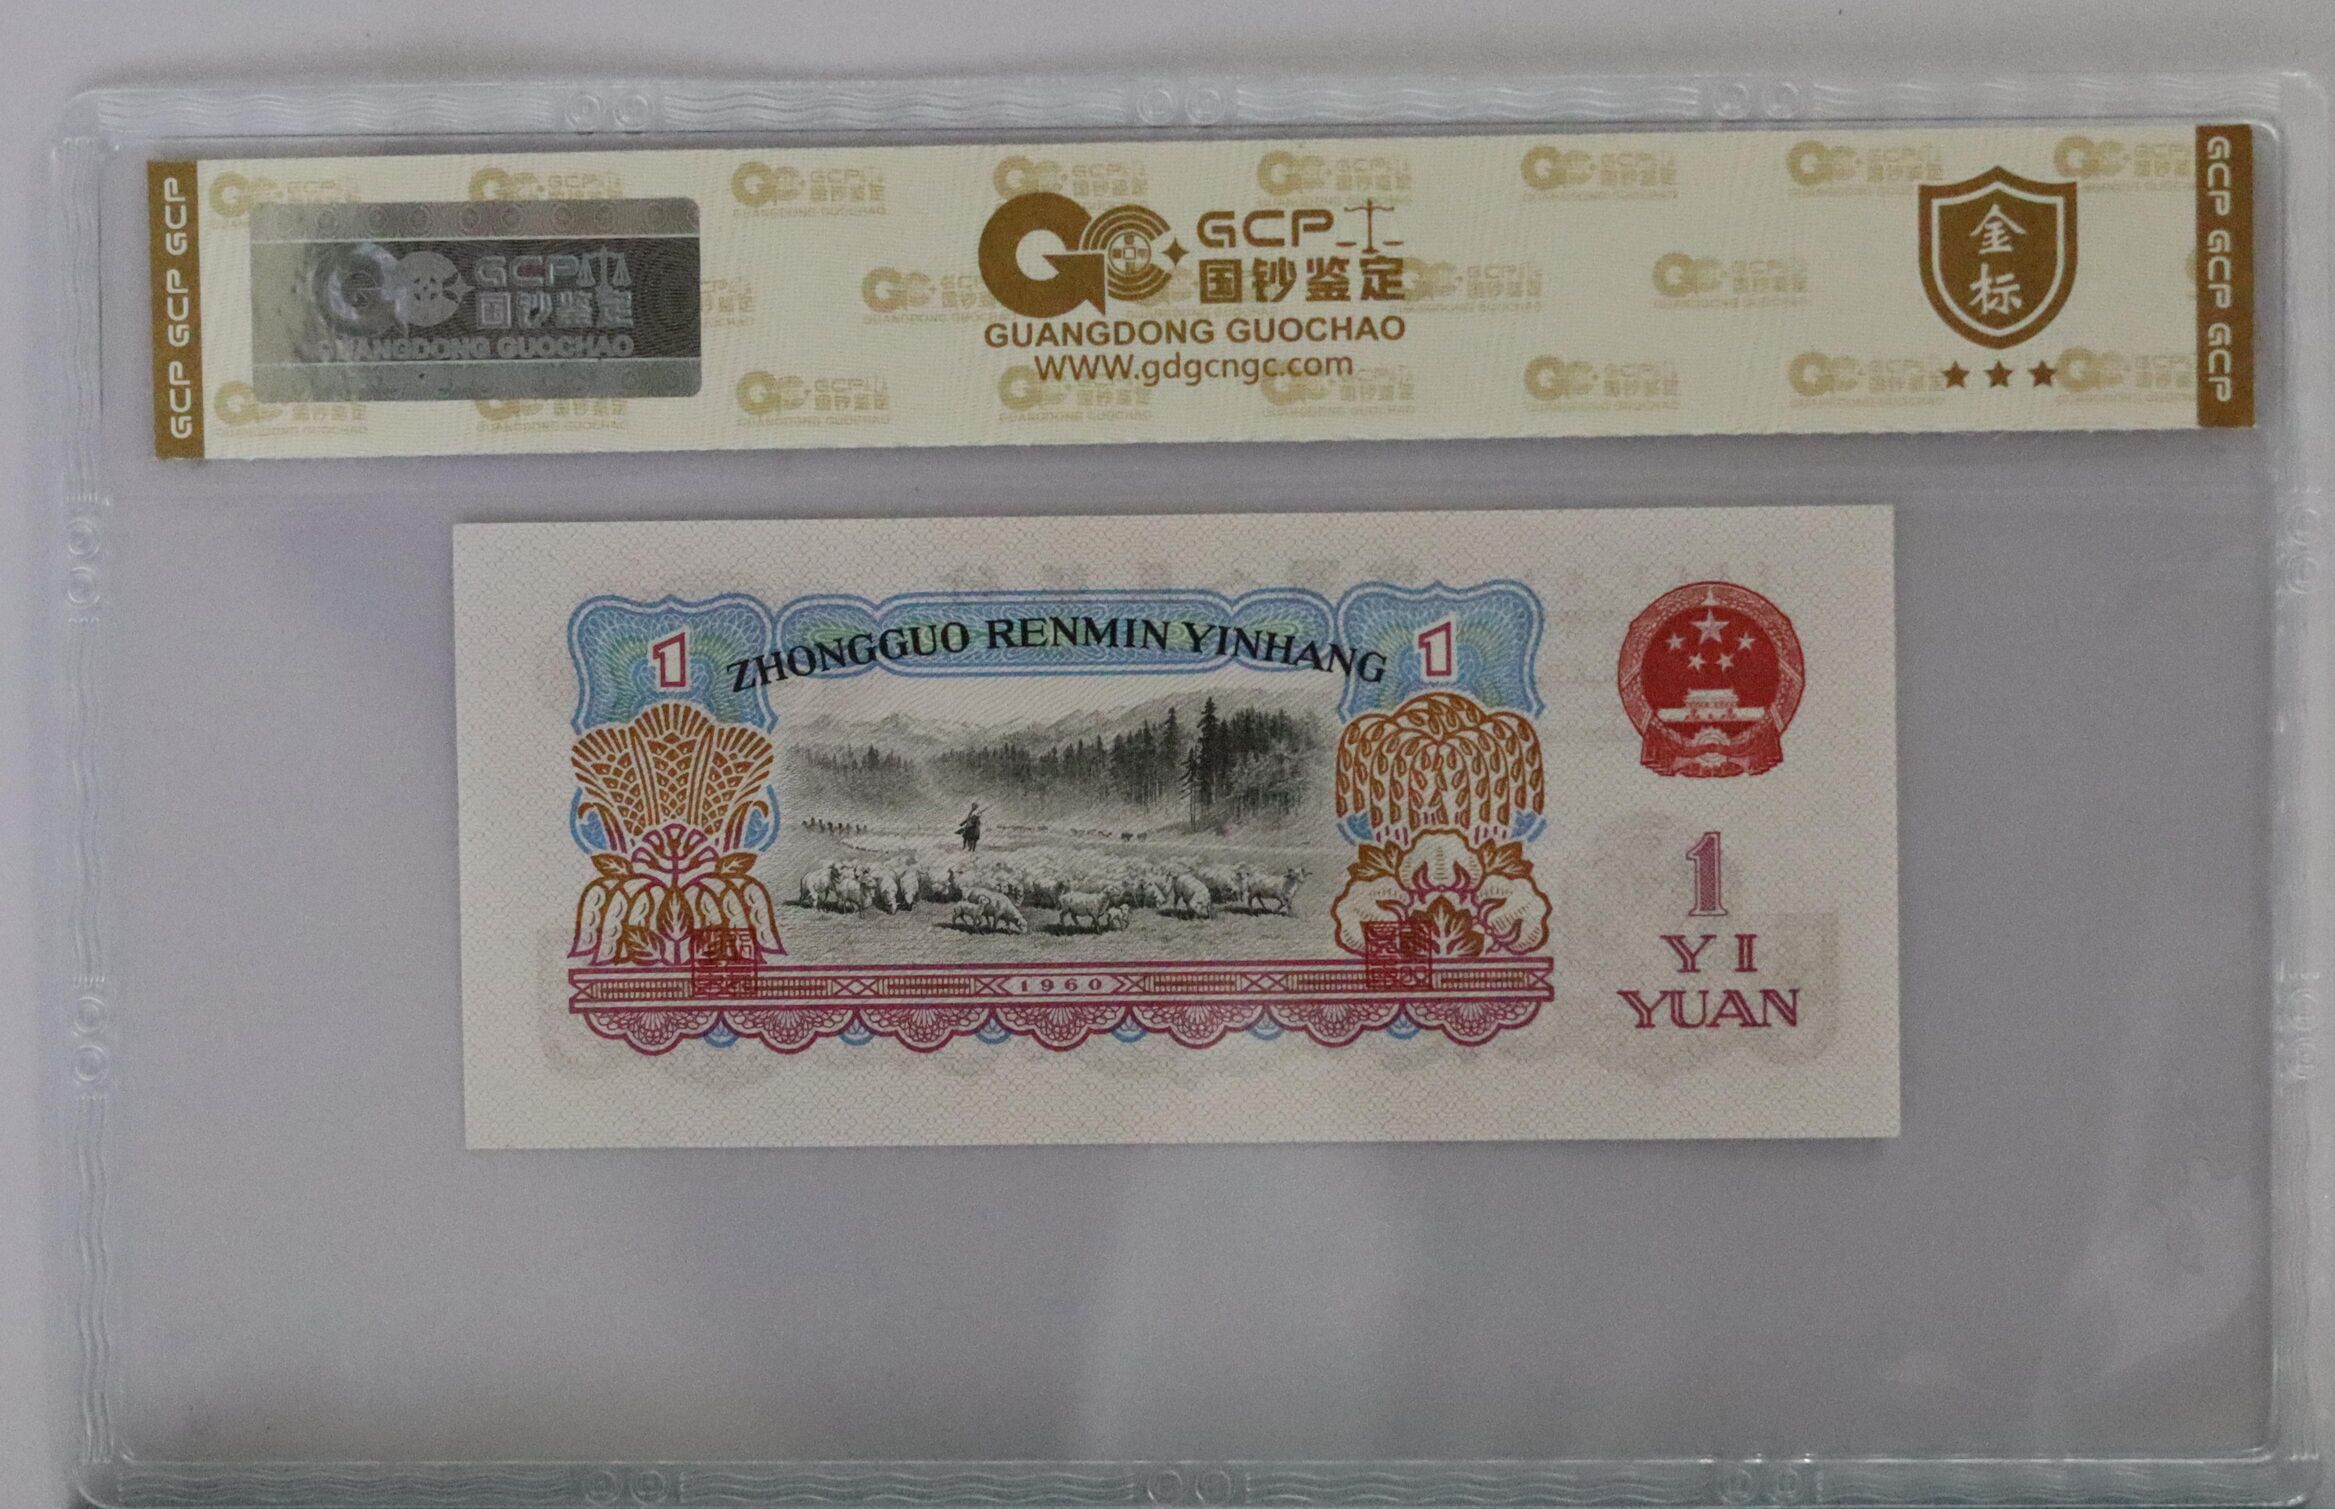 GCP GCP GCP
GCP
国钞鉴定
GUANGDONG GUOCHAO
GCP
国钞鉴定
GUANGDONG GUOCHAO
WWW.gdgcngc.com
金
标
GCP GCP GCP
1
ZHONGGUO RENMIN YINHANG
1
1960
1
YI
YUAN